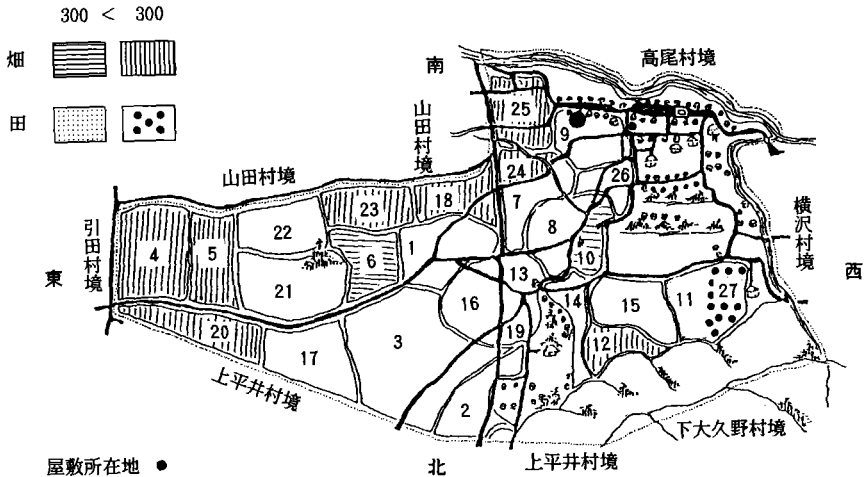 300 < 300
畑
田
南
高尾村境
山田村境
山田村境
引田村境
横沢村境
東
西
25
9
24
26
23
18
7
22
8
4
5
6
1
10
21
13
16
14
15
11
27
20
3
19
12
17
2
上平井村境
下大久野村境
屋敷所在地 ●
北
上平井村境